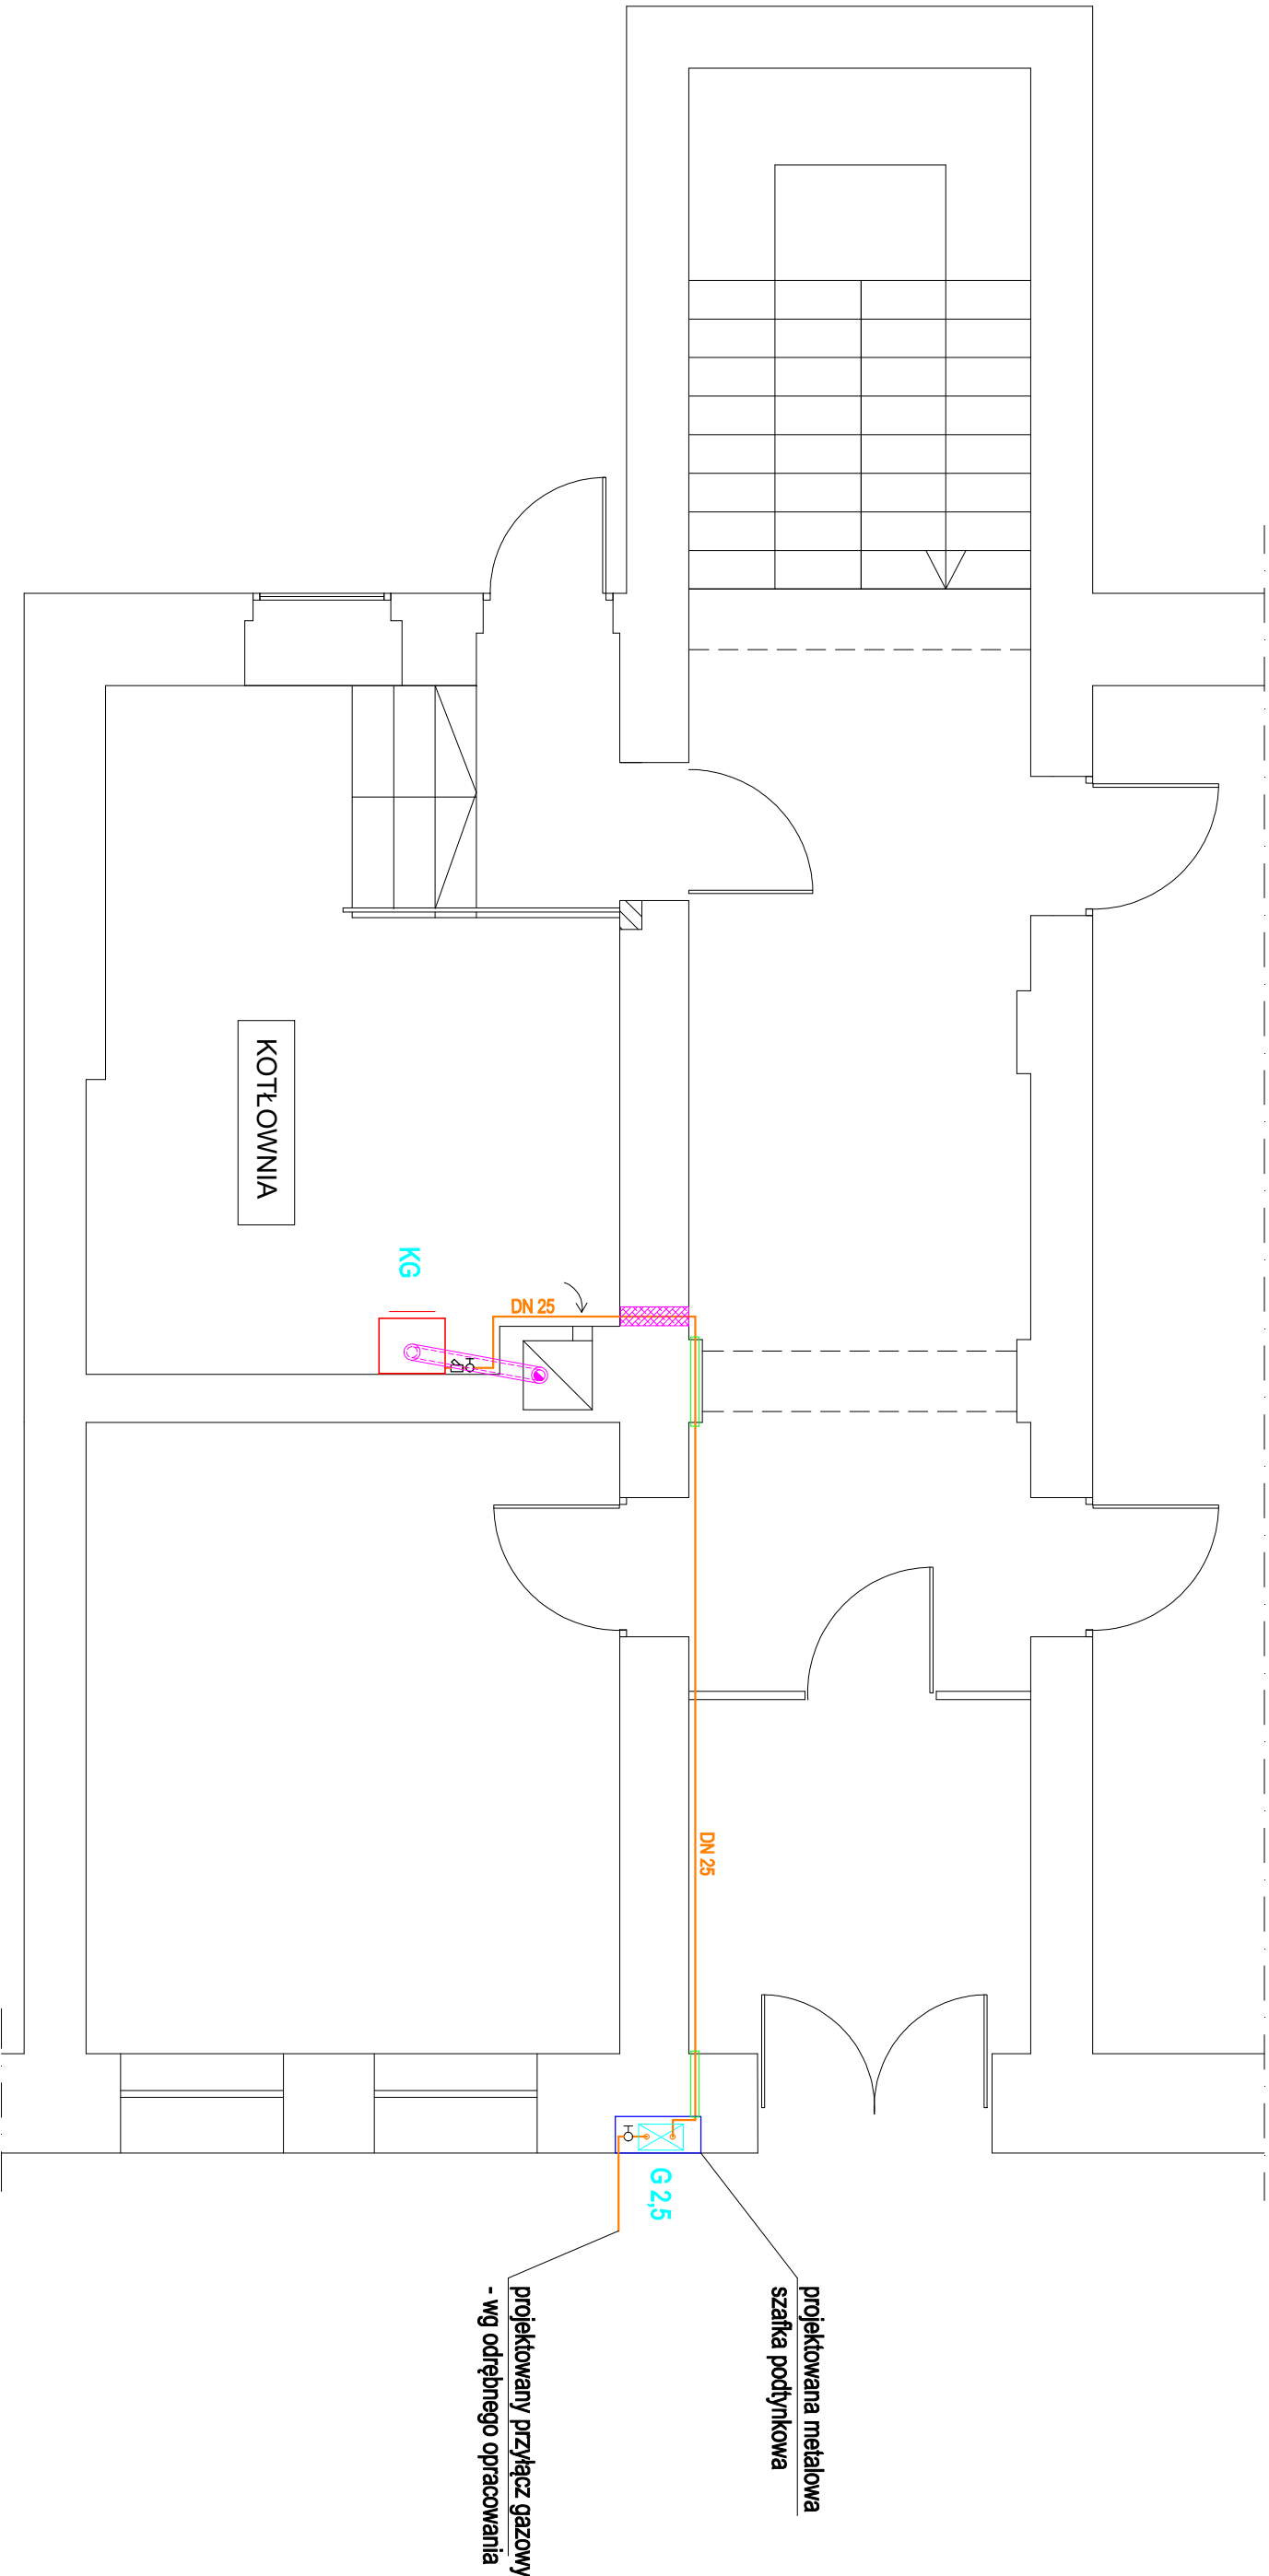 KOTŁOWNIA
KG
DN 25
DN 25
G 2,5
projektowana metalowa
szafka podtynkowa
projektowany przyłącz gazowy
- wg odrębnego opracowania